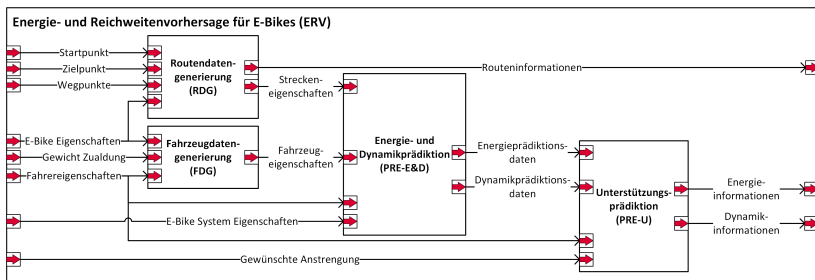 Energie- und Reichweitenvorhersage für E-Bikes (ERV)
Startpunkt
Zielpunkt
Wegpunkte
Routendaten-
generierung
(RDG)
Routeninformationen
Strecken-
eigenschaften
E-Bike Eigenschaften
Gewicht Zualdung
Fahrereigenschaften
Fahrzeugdaten-
generierung
(FDG)
Fahrzeug-
eigenschaften
Energie- und
Dynamikprädiktion
(PRE-E&D)
Energieprädiktions-
daten
Dynamikprädiktions-
daten
Unterstützungs-
prädiktion
(PRE-U)
Energie-
informationen
Dynamik-
informationen
E-Bike System Eigenschaften
Gewünschte Anstrengung